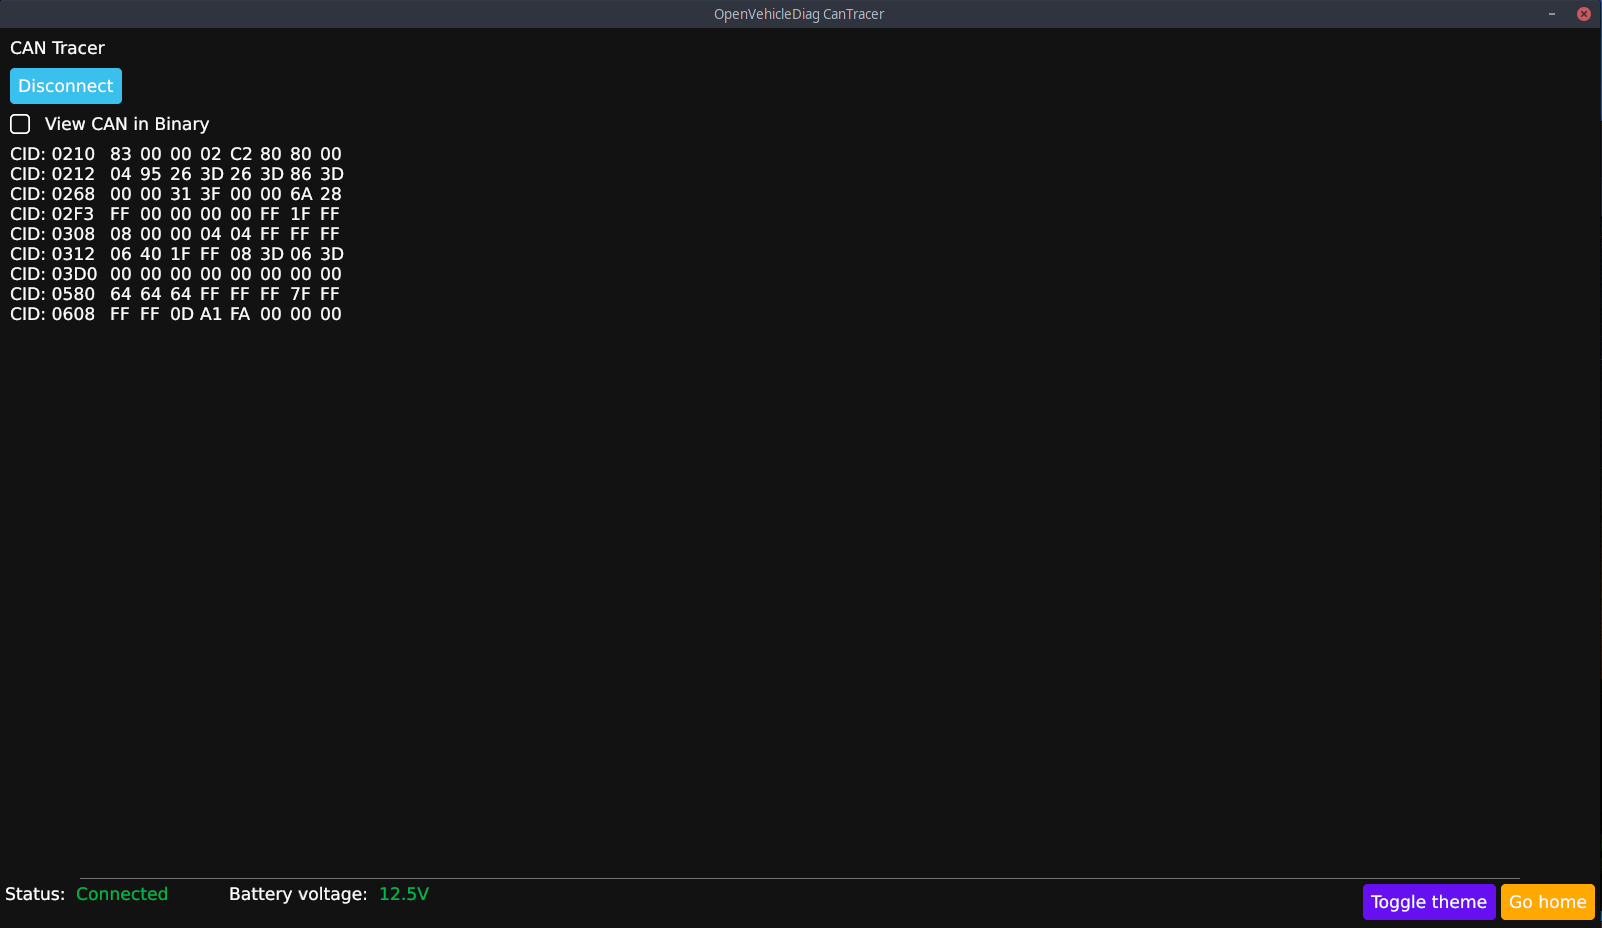 OpenVehicleDiag CanTracer
CAN Tracer
Disconnect
View CAN in Binary
CID: 0210 83 00 00 02 C2 80 80 00
CID: 0212 04 95 26 3D 26 3D 86 3D
CID: 0268 00 00 31 3F 00 00 6A 28
CID: 02F3 FF 00 00 00 00 FF 1F FF
CID: 0308 08 00 00 04 04 FF FF FF
CID: 0312 06 40 1F FF 08 3D 06 3D
CID: 03D0 00 00 00 00 00 00 00 00
CID: 0580 64 64 64 FF FF FF 7F FF
CID: 0608 FF FF 0D A1 FA 00 00 00
Status: Connected Battery voltage: 12.5V
Toggle theme Go home